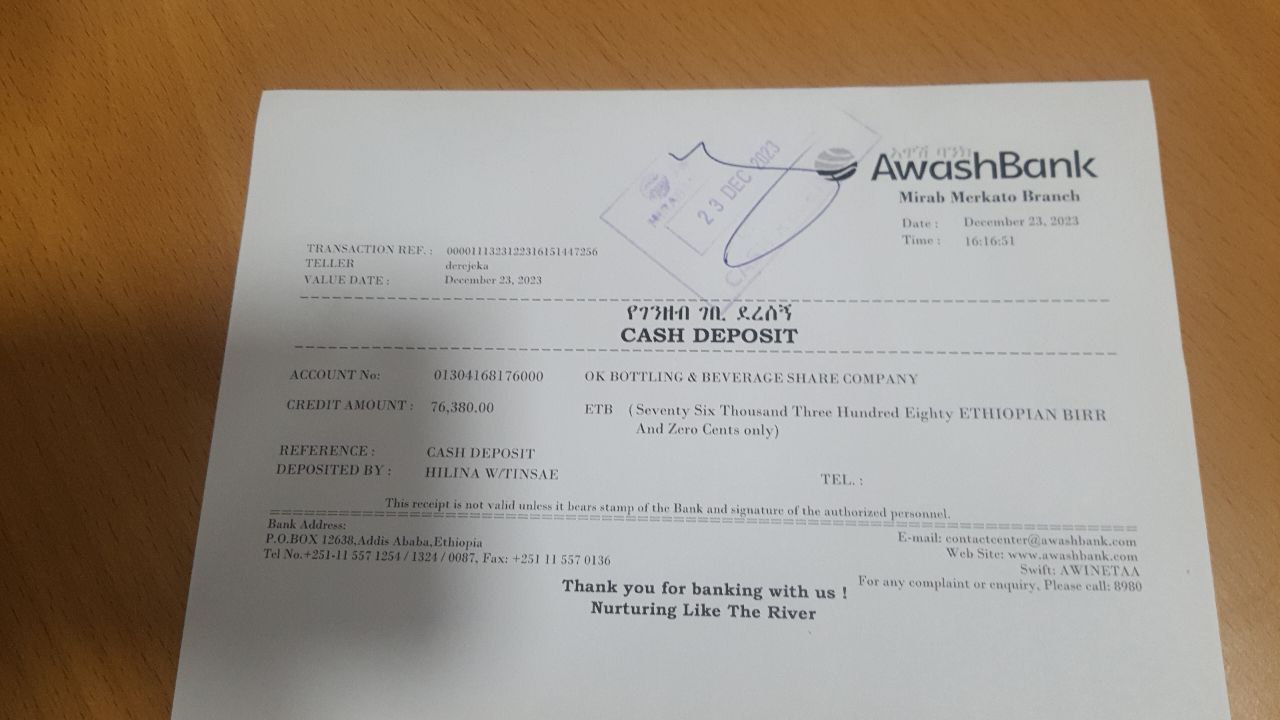 አዋሽ ባንክ
AwashBank
Mirab Merkato Branch
Date : December 23, 2023
Time : 16:16:51
23 DEC 2023
TRANSACTION REF. : 0000111323122316151447256
TELLER derejeka
VALUE DATE : December 23, 2023
የገንዘብ ገቢ ደረሰኝ
CASH DEPOSIT
ACCOUNT No: 01304168176000 OK BOTTLING & BEVERAGE SHARE COMPANY
CREDIT AMOUNT : 76,380.00 ETB (Seventy Six Thousand Three Hundred Eighty ETHIOPIAN BIRR
And Zero Cents only)
REFERENCE : CASH DEPOSIT
DEPOSITED BY : HILINA W/TINSAE TEL. :
This receipt is not valid unless it bears stamp of the Bank and signature of the authorized personnel.
Bank Address:
P.O.BOX 12638,Addis Ababa,Ethiopia
Tel No.+251-11 557 1254 / 1324 / 0087, Fax: +251 11 557 0136
E-mail: contactcenter@awashbank.com
Web Site: www.awashbank.com
Swift: AWINETAA
For any complaint or enquiry, Please call: 8980
Thank you for banking with us !
Nurturing Like The River